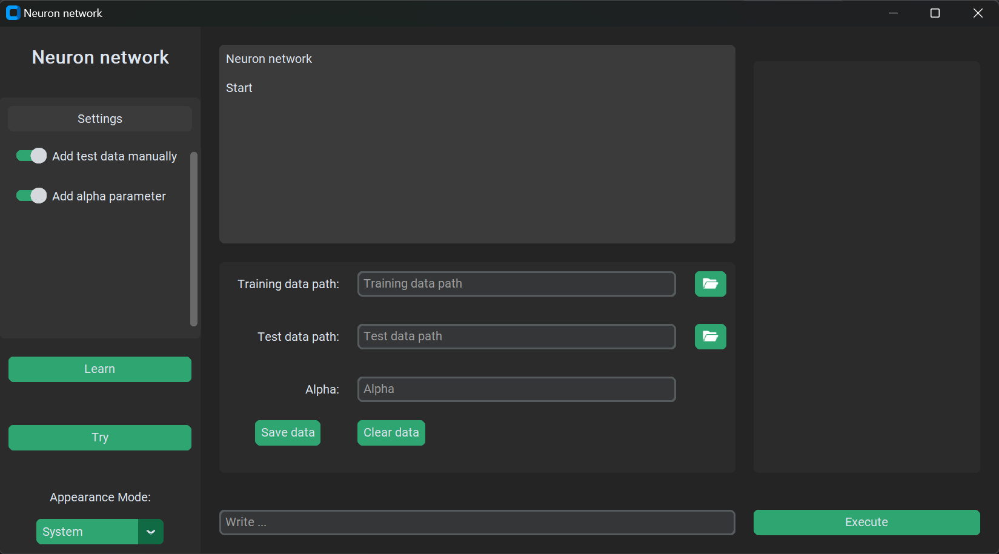 Neuron network
Neuron network
Settings
Add test data manually
Add alpha parameter
Learn
Try
Appearance Mode:
System
Neuron network
Start
Training data path: Training data path
Test data path: Test data path
Alpha: Alpha
Save data Clear data
Write ...
Execute